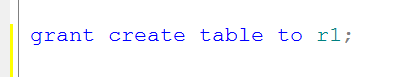 grant create table to r1;